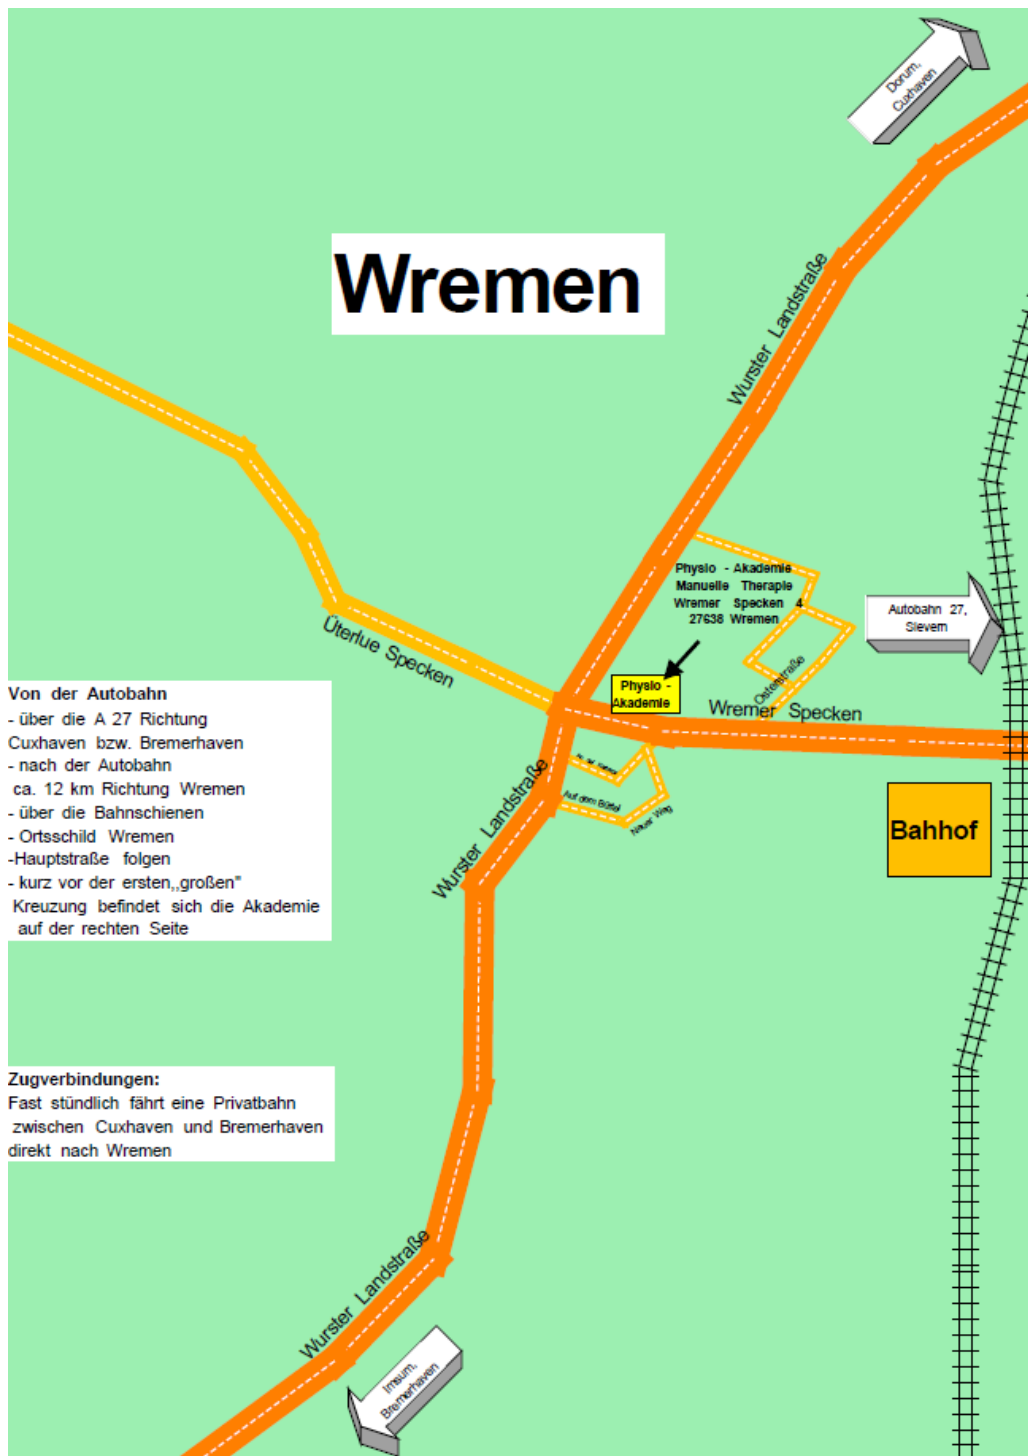 Dorum,
Cuxhaven
Wremen
Wurster Landstraße
Physio - Akademie
Manuelle Therapie
Wremer Specken 4
27638 Wremen
Autobahn 27,
Sievern
Üterlue Specken
Physio -
Akademie
Osterstraße
Wremer Specken
Von der Autobahn
- über die A 27 Richtung
Cuxhaven bzw. Bremerhaven
- nach der Autobahn
ca. 12 km Richtung Wremen
- über die Bahnschienen
- Ortsschild Wremen
-Hauptstraße folgen
- kurz vor der ersten,,großen"
Kreuzung befindet sich die Akademie
auf der rechten Seite
Wurster Landstraße
Auf dem Büttel
Neuer Weg
Bahhof
Zugverbindungen:
Fast stündlich fährt eine Privatbahn
zwischen Cuxhaven und Bremerhaven
direkt nach Wremen
Wurster Landstraße
Imsum,
Bremerhaven